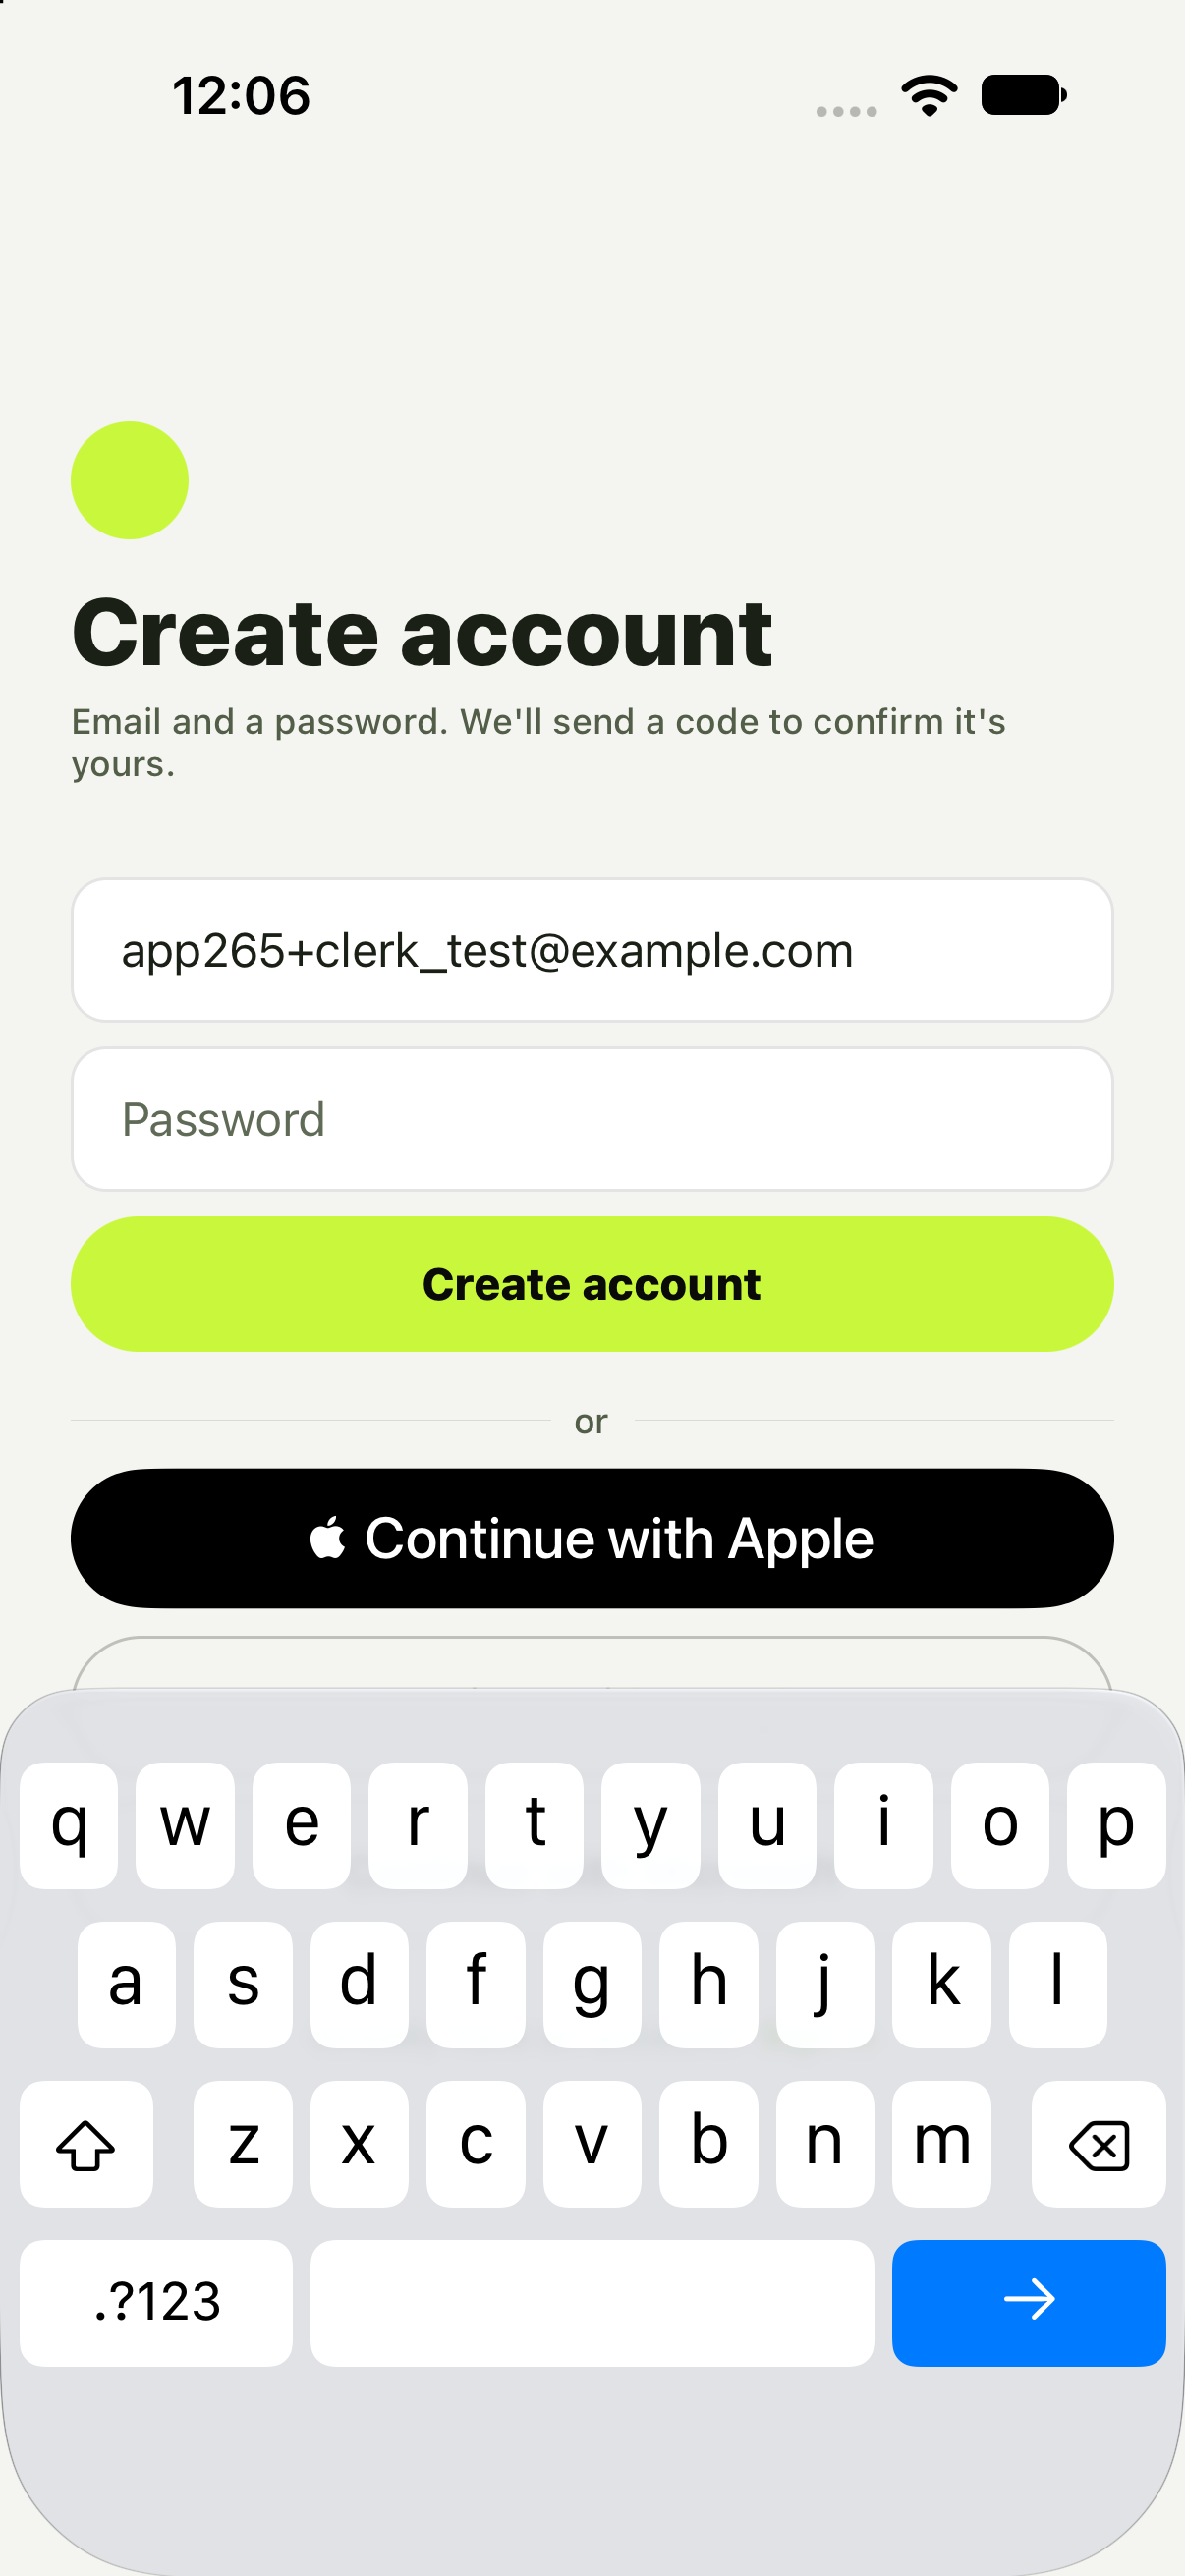 12:06
Create account
Email and a password. We'll send a code to confirm it's
yours.
app265+clerk_test@example.com
Password
Create account
or
Continue with Apple
q w e r t y u i o p
a s d f g h j k l
z x c v b n m
.?123